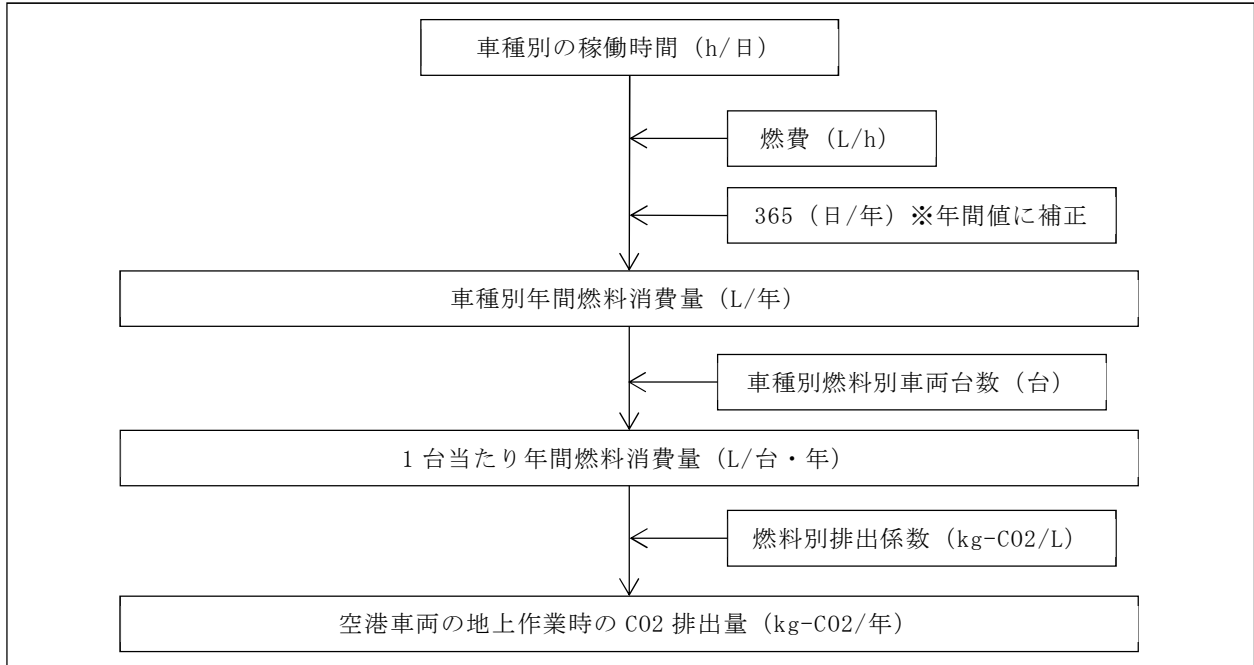 車種別の稼働時間（h/日）
燃費（L/h）
365（日/年）※年間値に補正
車種別年間燃料消費量（L/年）
車種別燃料別車両台数（台）
1台当たり年間燃料消費量（L/台・年）
燃料別排出係数（kg-CO2/L）
空港車両の地上作業時の CO2 排出量（kg-CO2/年）